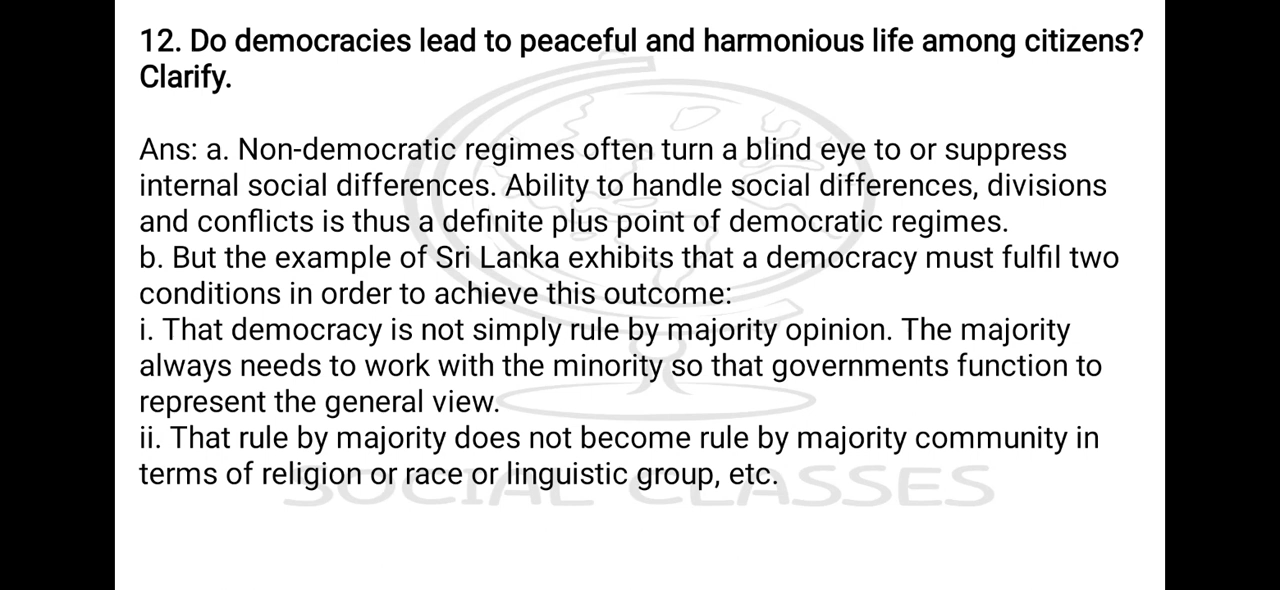 12. Do democracies lead to peaceful and harmonious life among citizens?
Clarify.
Ans: a. Non-democratic regimes often turn a blind eye to or suppress
internal social differences. Ability to handle social differences, divisions
and conflicts is thus a definite plus point of democratic regimes.
b. But the example of Sri Lanka exhibits that a democracy must fulfil two
conditions in order to achieve this outcome:
i. That democracy is not simply rule by majority opinion. The majority
always needs to work with the minority so that governments function to
represent the general view.
ii. That rule by majority does not become rule by majority community in
terms of religion or race or linguistic group, etc.
SOCIAL CLASSES